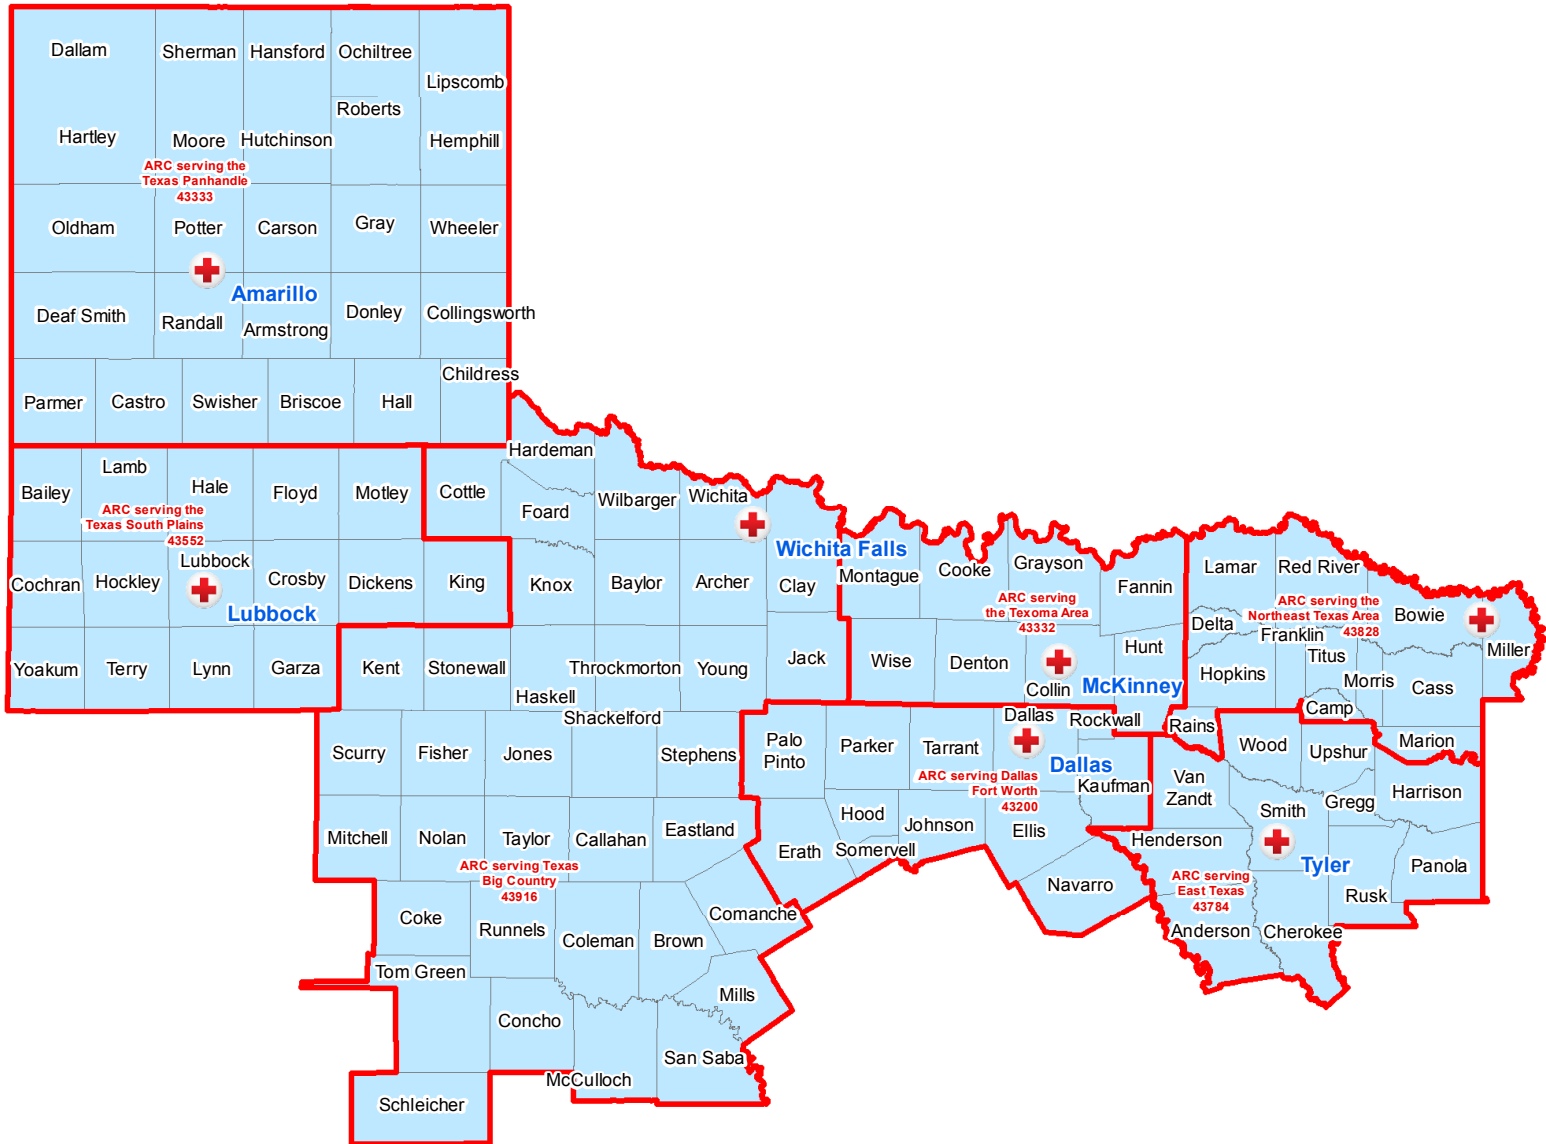 Dallam
Sherman
Hansford
Ochiltree
Lipscomb
Roberts
Hartley
Moore
Hutchinson
Hemphill
ARC serving the
Texas Panhandle
43333
Oldham
Potter
Carson
Gray
Wheeler
Amarillo
Deaf Smith
Randall
Armstrong
Donley
Collingsworth
Childress
Parmer
Castro
Swisher
Briscoe
Hall
Bailey
Lamb
Hale
Floyd
Motley
ARC serving the
Texas South Plains
43552
Cochran
Hockley
Lubbock
Crosby
Dickens
King
Lubbock
Yoakum
Terry
Lynn
Garza
Hardeman
Cottle
Foard
Wilbarger
Wichita
Wichita Falls
Knox
Baylor
Archer
Clay
Kent
Stonewall
Haskell
Throckmorton
Young
Jack
Shackelford
Scurry
Fisher
Jones
Stephens
Mitchell
Nolan
Taylor
Callahan
Eastland
ARC serving Texas
Big Country
43916
Coke
Runnels
Coleman
Brown
Comanche
Tom Green
Mills
Concho
San Saba
McCulloch
Schleicher
Montague
Cooke
Grayson
Fannin
ARC serving
the Texoma Area
43332
Wise
Denton
Collin
Hunt
McKinney
Rockwall
Palo
Pinto
Parker
Tarrant
Dallas
Dallas
Kaufman
ARC serving Dallas
Fort Worth
43200
Erath
Hood
Somervell
Johnson
Ellis
Navarro
Lamar
Red River
Bowie
Miller
ARC serving the
Northeast Texas Area
43828
Delta
Franklin
Titus
Hopkins
Morris
Cass
Camp
Marion
Rains
Wood
Upshur
Van
Zandt
Smith
Gregg
Harrison
Henderson
Tyler
Panola
Rusk
ARC serving
East Texas
43784
Anderson
Cherokee